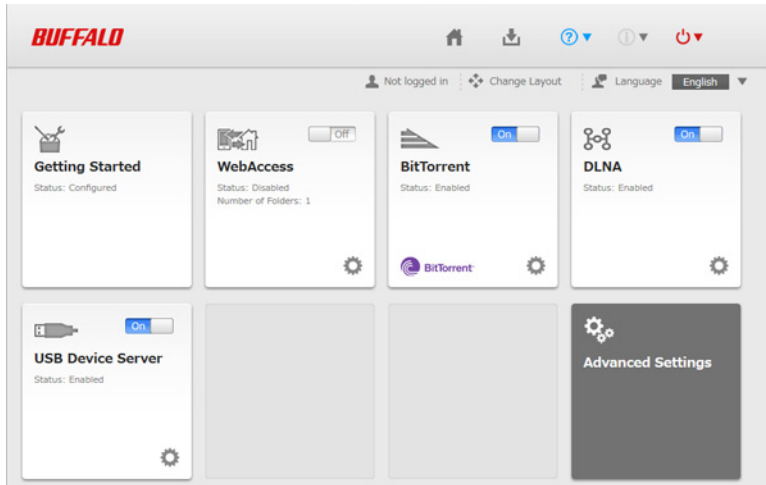 BUFFALO
Not logged in
Change Layout
Language
English
Getting Started
Status: Configured
Off
WebAccess
Status: Disabled
Number of Folders: 1
On
BitTorrent
Status: Enabled
BitTorrent
On
DLNA
Status: Enabled
On
USB Device Server
Status: Enabled
Advanced Settings